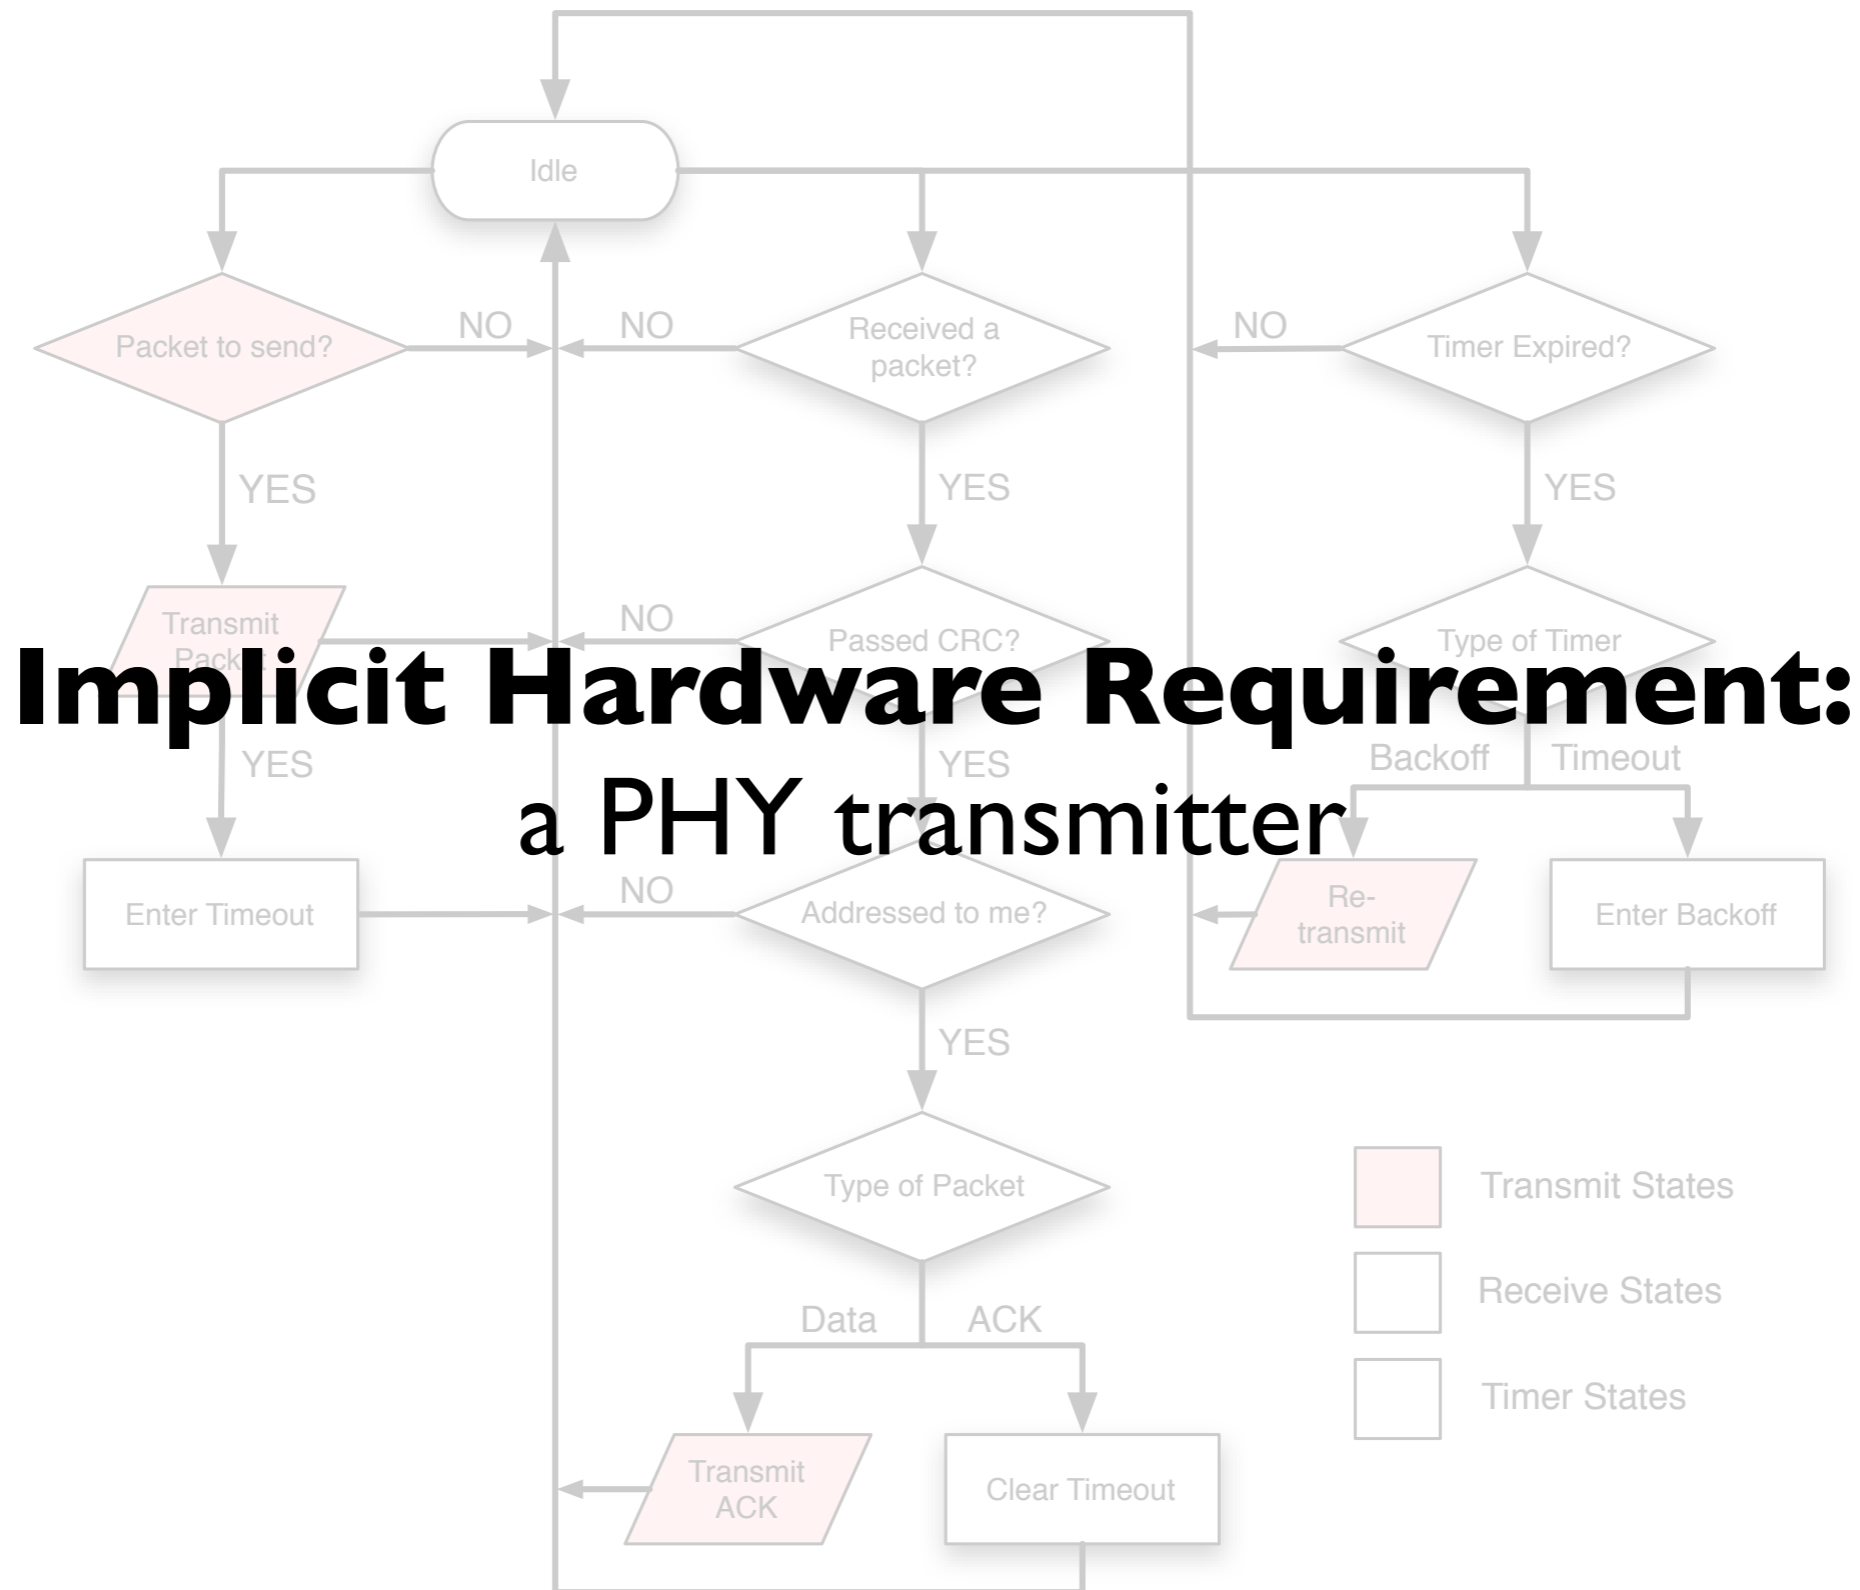 Idle
Packet to send?
NO
NO
Received a
packet?
NO
Timer Expired?
YES
YES
YES
Transmit
Packet
NO
Passed CRC?
Type of Timer
Implicit Hardware Requirement:
a PHY transmitter
YES
YES
Backoff
Timeout
Enter Timeout
NO
Addressed to me?
Re-
transmit
Enter Backoff
YES
Type of Packet
Transmit States
Receive States
Timer States
Data
ACK
Transmit
ACK
Clear Timeout